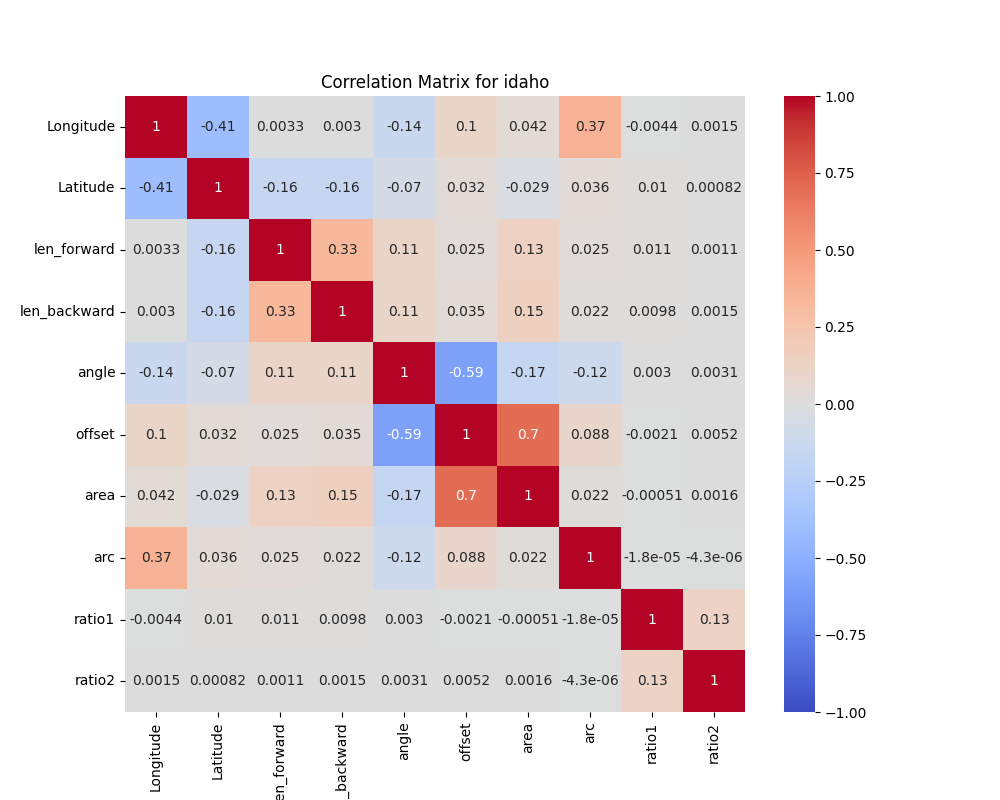 Correlation Matrix for idaho
Longitude 1 -0.41 0.0033 0.003 -0.14 0.1 0.042 0.37 -0.0044 0.0015
Latitude -0.41 1 -0.16 -0.16 -0.07 0.032 -0.029 0.036 0.01 0.00082
len_forward 0.0033 -0.16 1 0.33 0.11 0.025 0.13 0.025 0.011 0.0011
len_backward 0.003 -0.16 0.33 1 0.11 0.035 0.15 0.022 0.0098 0.0015
angle -0.14 -0.07 0.11 0.11 1 -0.59 -0.17 -0.12 0.003 0.0031
offset 0.1 0.032 0.025 0.035 -0.59 1 0.7 0.088 -0.0021 0.0052
area 0.042 -0.029 0.13 0.15 -0.17 0.7 1 0.022 -0.00051 0.0016
arc 0.37 0.036 0.025 0.022 -0.12 0.088 0.022 1 -1.8e-05 -4.3e-06
ratio1 -0.0044 0.01 0.011 0.0098 0.003 -0.0021 -0.00051 -1.8e-05 1 0.13
ratio2 0.0015 0.00082 0.0011 0.0015 0.0031 0.0052 0.0016 -4.3e-06 0.13 1
Longitude Latitude en_forward _backward angle offset area arc ratio1 ratio2
1.00
0.75
0.50
0.25
0.00
−0.25
−0.50
−0.75
−1.00